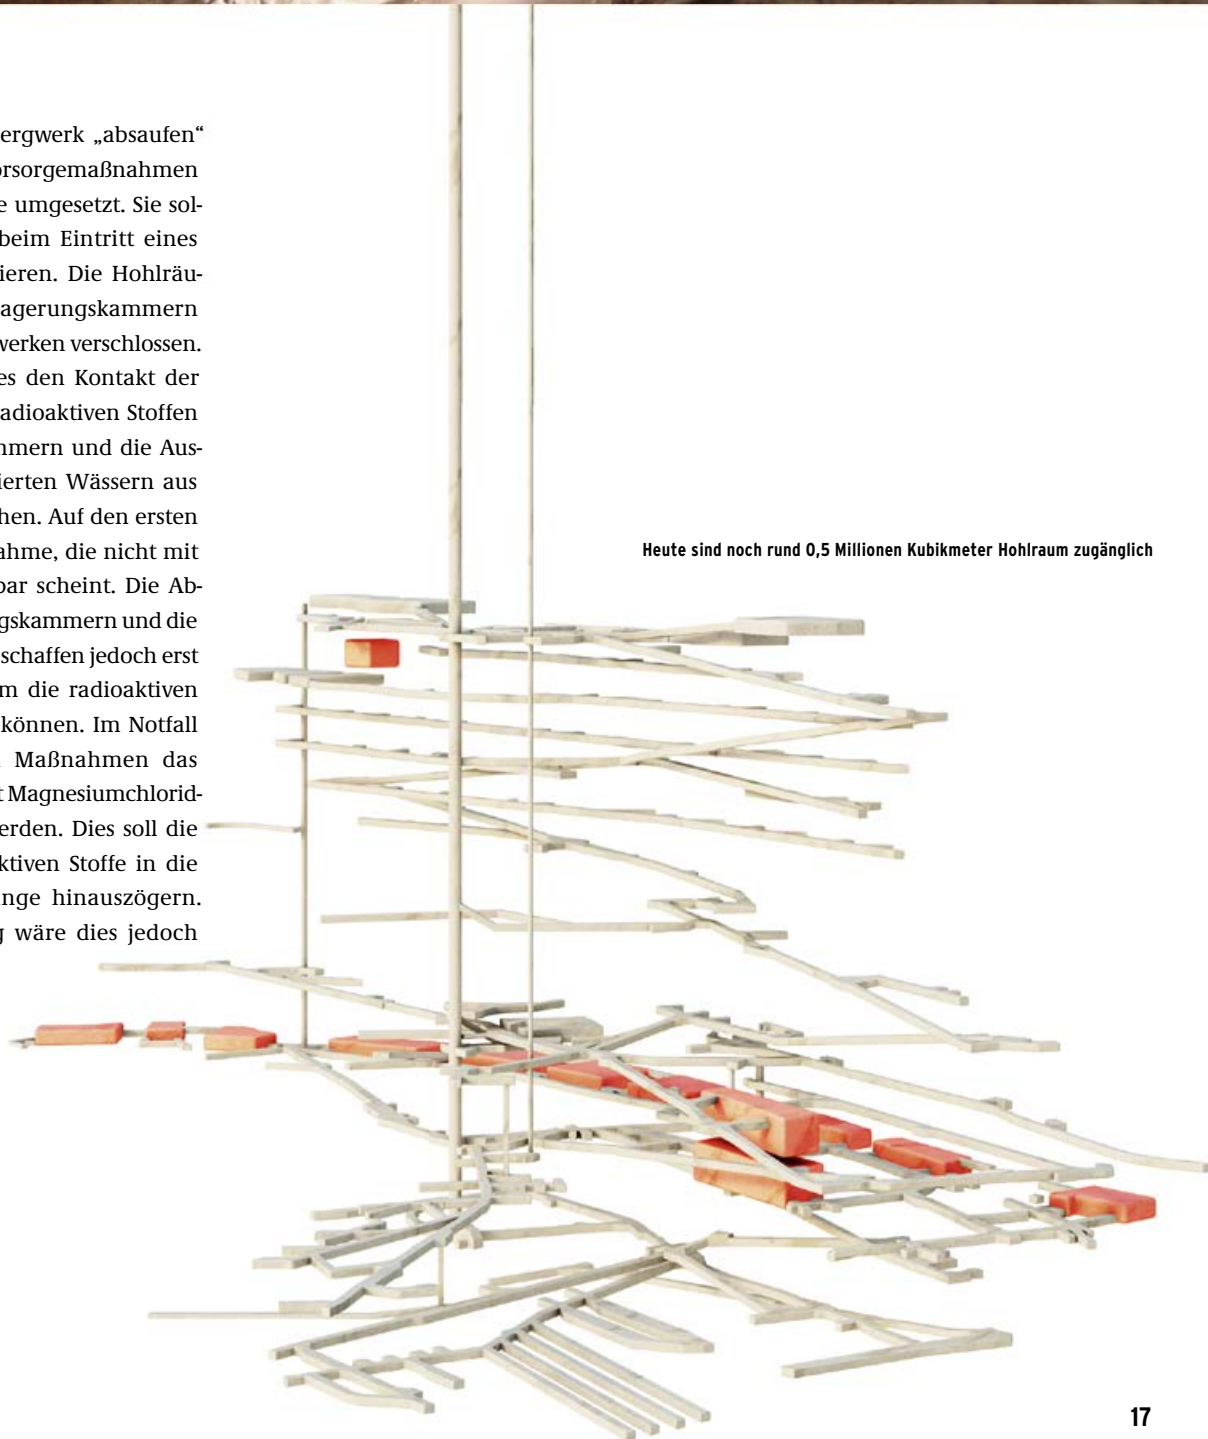 ergwerk „absaufen“
orsorgemaßnahmen
e umgesetzt. Sie sol-
beim Eintritt eines
ieren. Die Hohlräu-
agerungskammern
werken verschlossen.
es den Kontakt der
adioaktiven Stoffen
mmern und die Aus-
ierten Wässern aus
hen. Auf den ersten
ahme, die nicht mit
bar scheint. Die Ab-
gskammern und die
schaffen jedoch erst
m die radioaktiven
können. Im Notfall
Maßnahmen das
t Magnesiumchlorid-
erden. Dies soll die
ktiven Stoffe in die
nge hinauszögern.
g wäre dies jedoch
Heute sind noch rund 0,5 Millionen Kubikmeter Hohlraum zugänglich
17